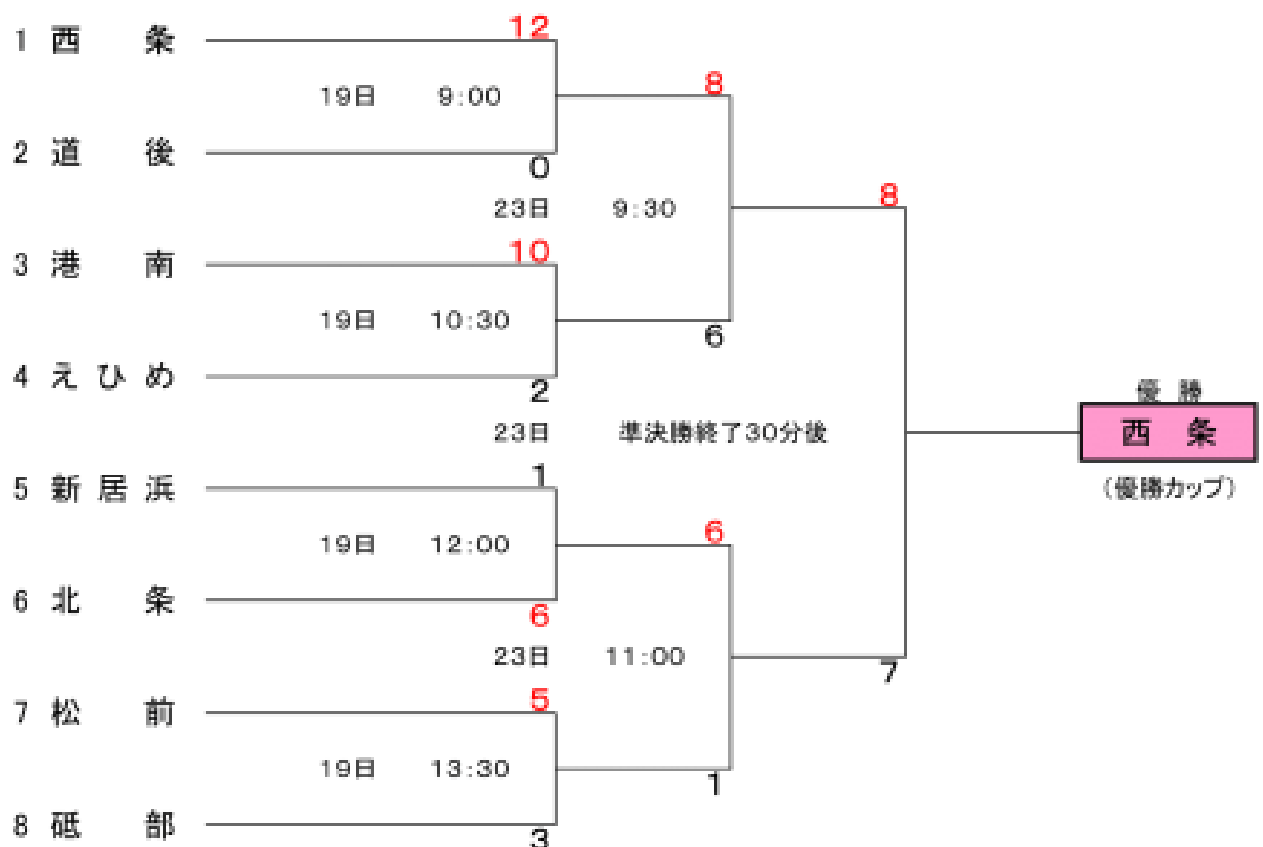 12
1 西 条
8
19日 9:00
2 道 後
0
8
23日 9:30
10
3 港 南
19日 10:30
6
4 えひめ
2
優 勝
23日 準決勝終了30分後
西 条
1
5 新居浜
(優勝カップ)
6
19日 12:00
6 北 条
6
23日 11:00
7
5
7 松 前
19日 13:30
1
8 砥 部
3